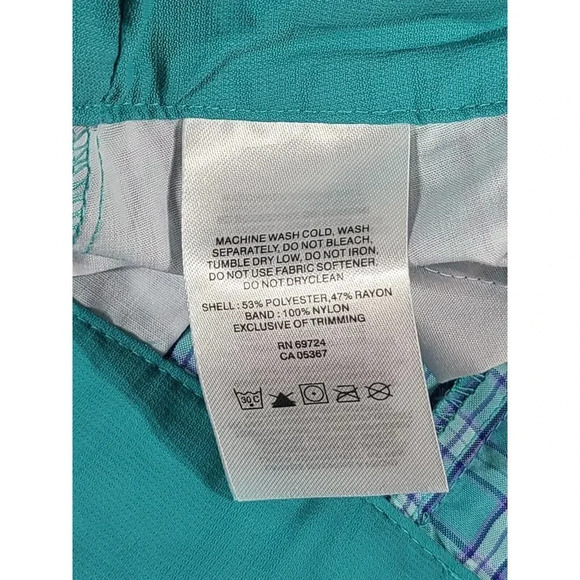 MACHINE WASH COLD, WASH
SEPARATELY, DO NOT BLEACH,
TUMBLE DRY LOW, DO NOT IRON,
DO NOT USE FABRIC SOFTENER,
DO NOT DRYCLEAN
SHELL : 53% POLYESTER,47% RAYON
BAND : 100% NYLON
EXCLUSIVE OF TRIMMING
RN 69724
CA 05367
30 C